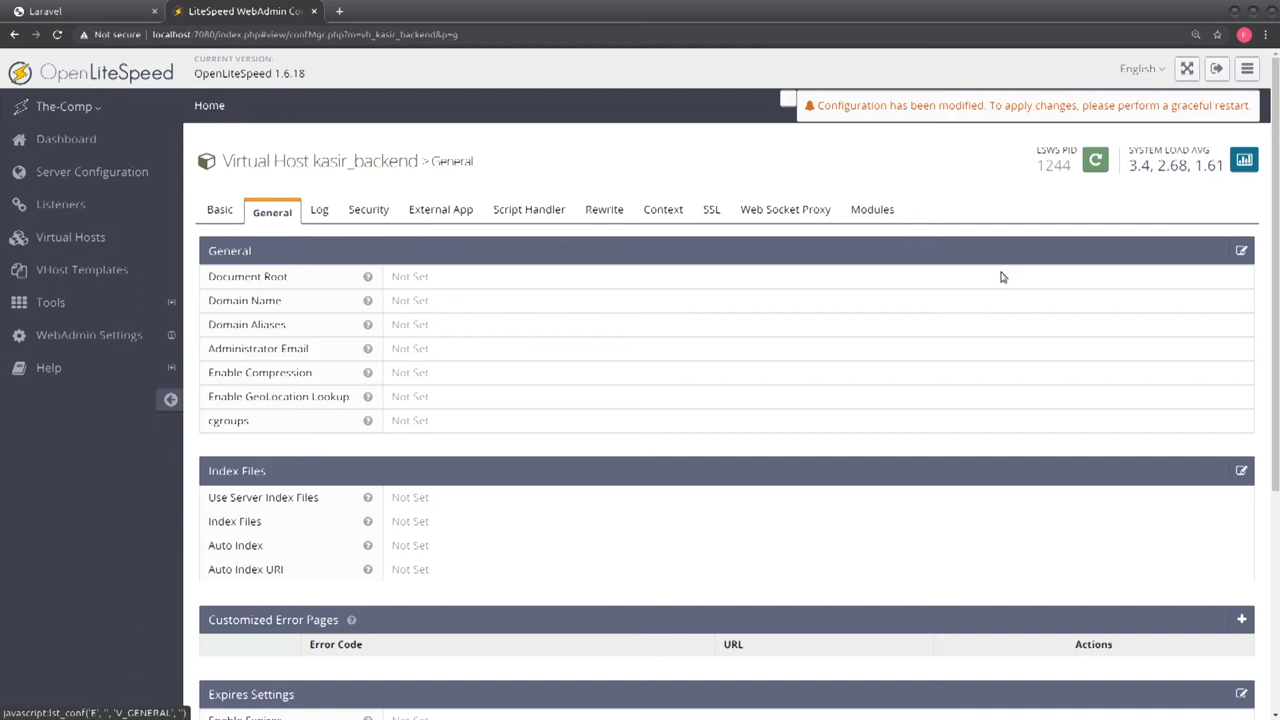 Laravel
LiteSpeed WebAdmin Co
Not secure localhost:7080/index.php#view/confMgr.php?m=vh_kasir_backend&p=g
OpenLiteSpeed
CURRENT VERSION:
OpenLiteSpeed 1.6.18
English
The-Comp
Home
Configuration has been modified. To apply changes, please perform a graceful restart.
Dashboard
Server Configuration
Listeners
Virtual Hosts
VHost Templates
Tools
WebAdmin Settings
Help
Virtual Host kasir_backend > General
LSWS PID
1244
SYSTEM LOAD AVG
3.4, 2.68, 1.61
Basic General Log Security External App Script Handler Rewrite Context SSL Web Socket Proxy Modules
General
Document Root Not Set
Domain Name Not Set
Domain Aliases Not Set
Administrator Email Not Set
Enable Compression Not Set
Enable GeoLocation Lookup Not Set
cgroups Not Set
Index Files
Use Server Index Files Not Set
Index Files Not Set
Auto Index Not Set
Auto Index URI Not Set
Customized Error Pages
Error Code URL Actions
Expires Settings
javascript:lst_conf('E', '', 'V_GENERAL', '')